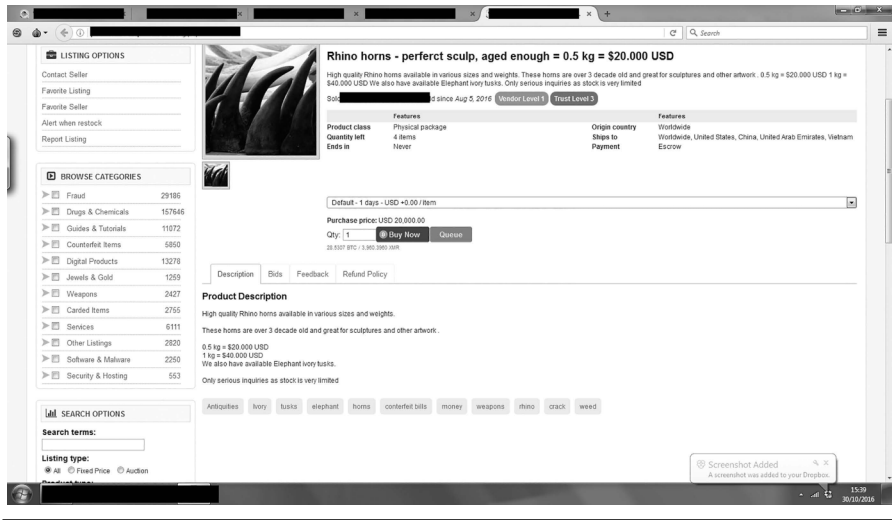 Search
LISTING OPTIONS
Contact Seller
Favorite Listing
Favorite Seller
Alert when restock
Report Listing
BROWSE CATEGORIES
Fraud 29186
Drugs & Chemicals 157646
Guides & Tutorials 11072
Counterfeit Items 5850
Digital Products 13278
Jewels & Gold 1259
Weapons 2427
Carded Items 2755
Services 6111
Other Listings 2820
Software & Malware 2250
Security & Hosting 553
SEARCH OPTIONS
Search terms:
Listing type:
All Fixed Price Auction
Product type:
Rhino horns - perferct sculp, aged enough = 0.5 kg = $20.000 USD
High quality Rhino horns available in various sizes and weights. These horns are over 3 decade old and great for sculptures and other artwork . 0.5 kg = $20.000 USD 1 kg =
$40.000 USD We also have available Elephant Ivory tusks. Only serious inquiries as stock is very limited
Sold since Aug 5, 2016 Vendor Level 1 Trust Level 3
Features Features
Product class Physical package Origin country Worldwide
Quantity left 4 items Ships to Worldwide, United States, China, United Arab Emirates, Vietnam
Ends in Never Payment Escrow
Default - 1 days - USD +0.00 / item
Purchase price: USD 20,000.00
Qty: 1 Buy Now Queue
Description Bids Feedback Refund Policy
Product Description
High quality Rhino horns available in various sizes and weights.
These horns are over 3 decade old and great for sculptures and other artwork .
0.5 kg = $20.000 USD
1 kg = $40.000 USD
We also have available Elephant Ivory tusks.
Only serious inquiries as stock is very limited
Antiquities Ivory tusks elephant horns conterfeit bills money weapons rhino crack weed
Screenshot Added
A screenshot was added to your Dropbox.
15:39
30/10/2016